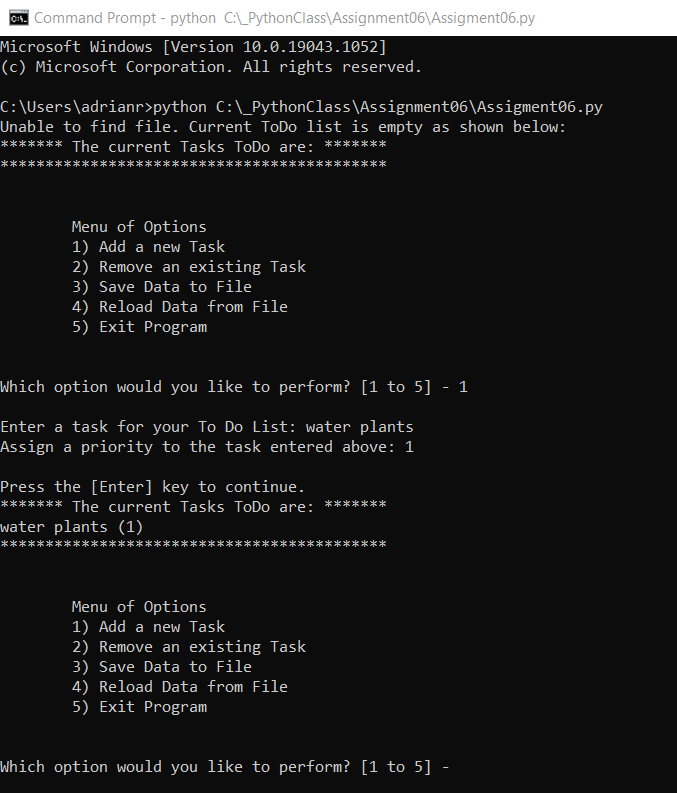 Command Prompt - python  C:\_PythonClass\Assignment06\Assigment06.py
Microsoft Windows [Version 10.0.19043.1052]
(c) Microsoft Corporation. All rights reserved.
C:\Users\adrianr>python C:\_PythonClass\Assignment06\Assigment06.py
Unable to find file. Current ToDo list is empty as shown below:
******* The current Tasks ToDo are: *******
*******************************************
Menu of Options
1) Add a new Task
2) Remove an existing Task
3) Save Data to File
4) Reload Data from File
5) Exit Program
Which option would you like to perform? [1 to 5] - 1
Enter a task for your To Do List: water plants
Assign a priority to the task entered above: 1
Press the [Enter] key to continue.
******* The current Tasks ToDo are: *******
water plants (1)
*******************************************
Menu of Options
1) Add a new Task
2) Remove an existing Task
3) Save Data to File
4) Reload Data from File
5) Exit Program
Which option would you like to perform? [1 to 5] -